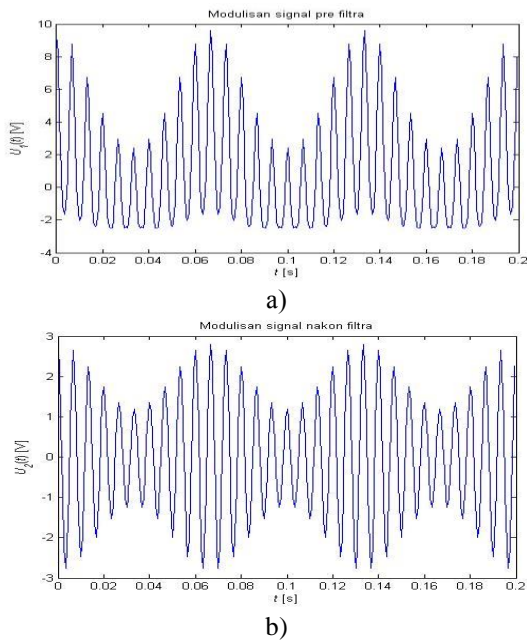 Modulisan signal pre filtra
10
8
6
4
2
0
-2
-4
U1(t) [V]
0 0.02 0.04 0.06 0.08 0.1 0.12 0.14 0.16 0.18 0.2
t [s]
a)
Modulisan signal nakon filtra
3
2
1
0
-1
-2
-3
U2(t) [V]
0 0.02 0.04 0.06 0.08 0.1 0.12 0.14 0.16 0.18 0.2
t [s]
b)